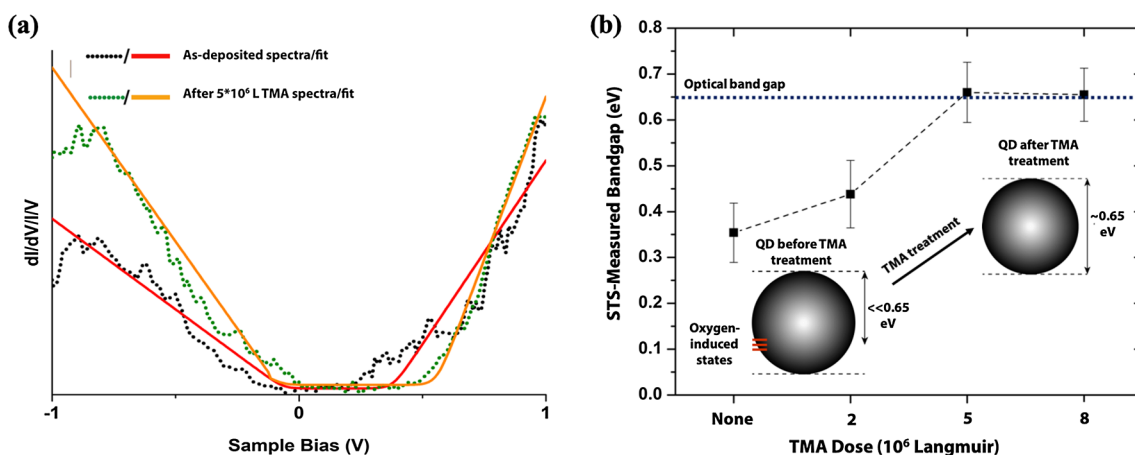 (a)
As-deposited spectra/fit
After 5*10⁶ L TMA spectra/fit
dI/dV/I/V
-1
0
1
Sample Bias (V)
(b)
STS-Measured Bandgap (eV)
0.8
0.7
0.6
0.5
0.4
0.3
0.2
0.1
0.0
Optical band gap
QD before TMA
treatment
<<0.65
eV
Oxygen-
induced
states
TMA treatment
QD after TMA
treatment
~0.65
eV
None
2
5
8
TMA Dose (10⁶ Langmuir)